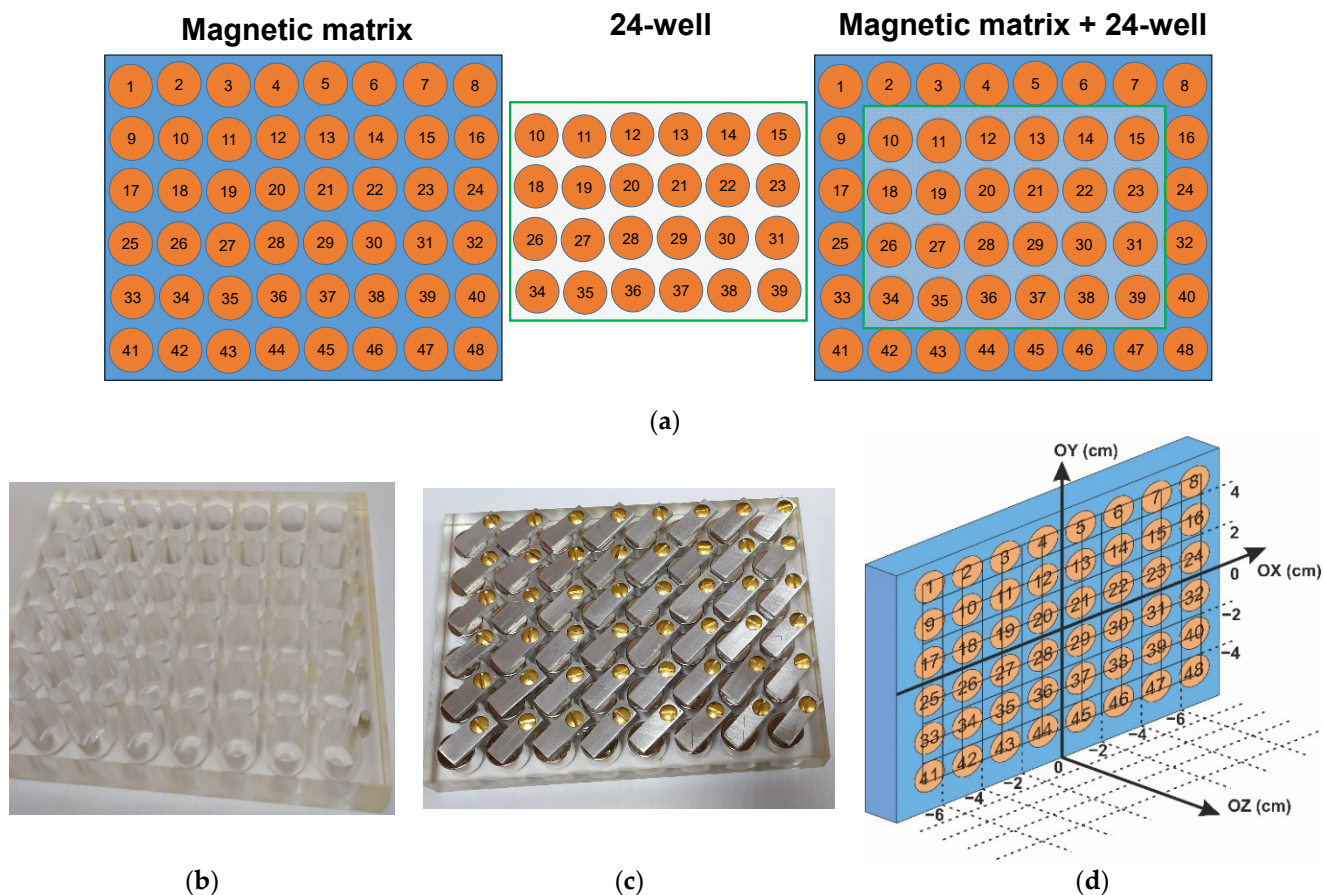 Magnetic matrix 24-well Magnetic matrix + 24-well
1 2 3 4 5 6 7 8
9 10 11 12 13 14 15 16
17 18 19 20 21 22 23 24
25 26 27 28 29 30 31 32
33 34 35 36 37 38 39 40
41 42 43 44 45 46 47 48
10 11 12 13 14 15
18 19 20 21 22 23
26 27 28 29 30 31
34 35 36 37 38 39
1 2 3 4 5 6 7 8
9 10 11 12 13 14 15 16
17 18 19 20 21 22 23 24
25 26 27 28 29 30 31 32
33 34 35 36 37 38 39 40
41 42 43 44 45 46 47 48
(a)
OY (cm)
1 2 3 4 5 6 7 8
9 10 11 12 13 14 15 16
17 18 19 20 21 22 23 24
25 26 27 28 29 30 31 32
33 34 35 36 37 38 39 40
41 42 43 44 45 46 47 48
4
2
0
−2
−4
OX (cm)
−6 −4 −2 0 −2 −4 −6
OZ (cm)
(b) (c) (d)